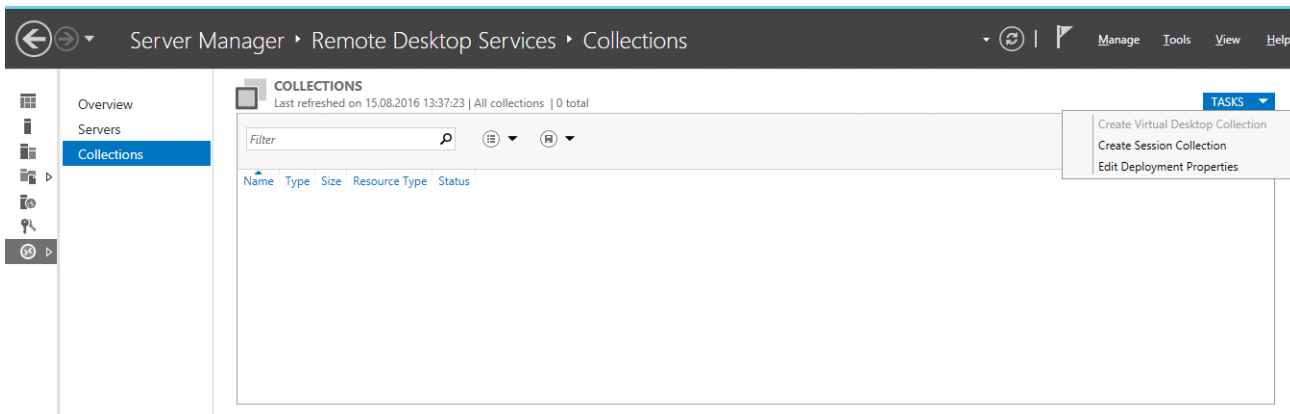 Server Manager ‣ Remote Desktop Services ‣ Collections
Manage Tools View Help
Overview
Servers
Collections
COLLECTIONS
Last refreshed on 15.08.2016 13:37:23 | All collections | 0 total
TASKS
Create Virtual Desktop Collection
Create Session Collection
Edit Deployment Properties
Filter
Name Type Size Resource Type Status